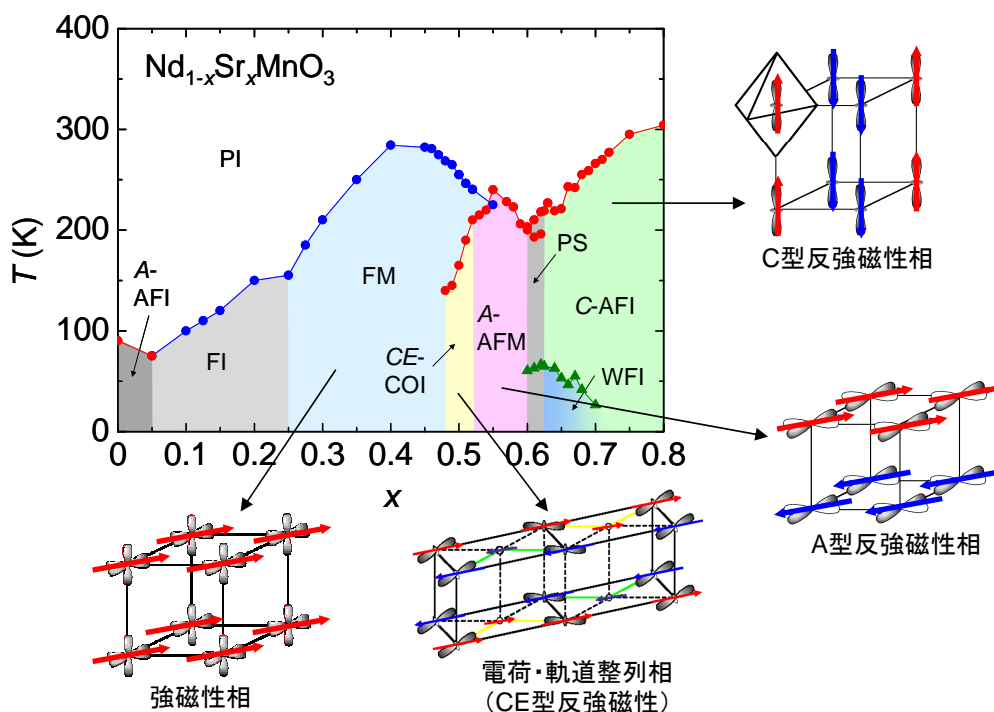 Nd1-xSrxMnO3
400
300
200
100
0
T (K)
PI
A-
AFI
FI
FM
CE-
COI
A-
AFM
PS
C-AFI
WFI
0 0.1 0.2 0.3 0.4 0.5 0.6 0.7 0.8
x
C型反強磁性相
A型反強磁性相
強磁性相
電荷・軌道整列相
（CE型反強磁性）